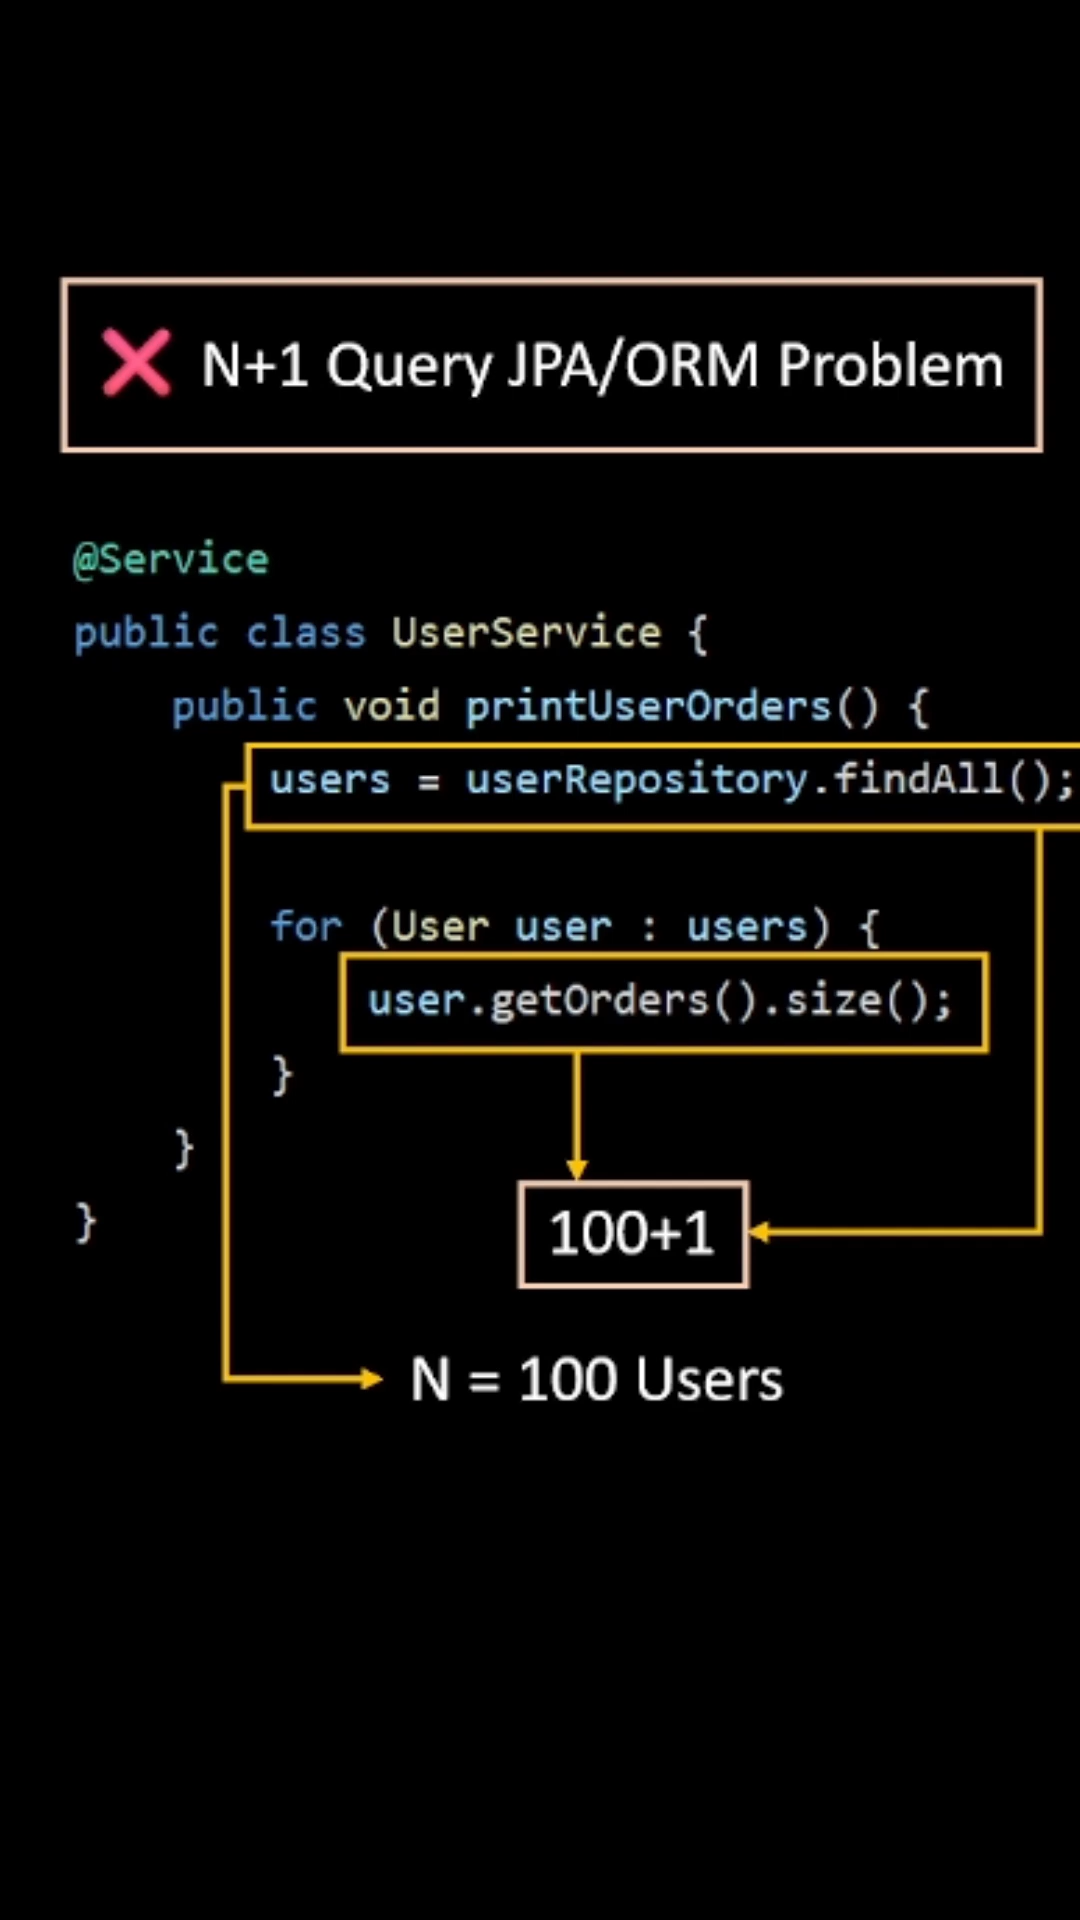 ❌ N+1 Query JPA/ORM Problem
@Service
public class UserService {
public void printUserOrders() {
users = userRepository.findAll();
for (User user : users) {
user.getOrders().size();
}
}
}
100+1
N = 100 Users